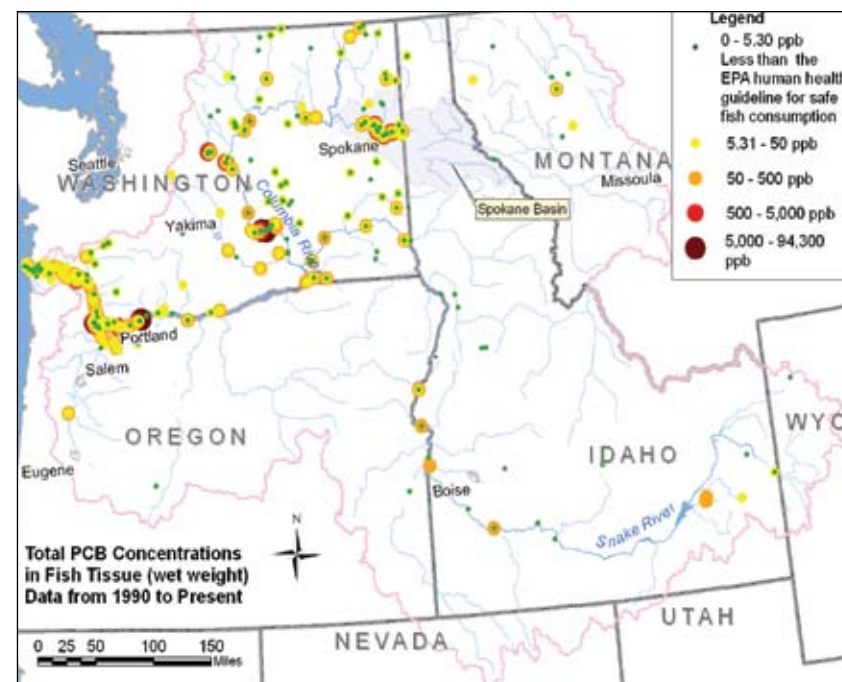 Legend
0 - 5.30 ppb
Less than the
EPA human health
guideline for safe
fish consumption
5.31 - 50 ppb
50 - 500 ppb
500 - 5,000 ppb
5,000 - 94,300
ppb
Seattle
WASHINGTON
Spokane
MONTANA
Missoula
Spokane Basin
Columbia Riv
Yakima
Portland
Salem
OREGON
Eugene
IDAHO
WYO
Boise
Snake River
N
Total PCB Concentrations
in Fish Tissue (wet weight)
Data from 1990 to Present
0 25 50 100 150
Miles
NEVADA
UTAH